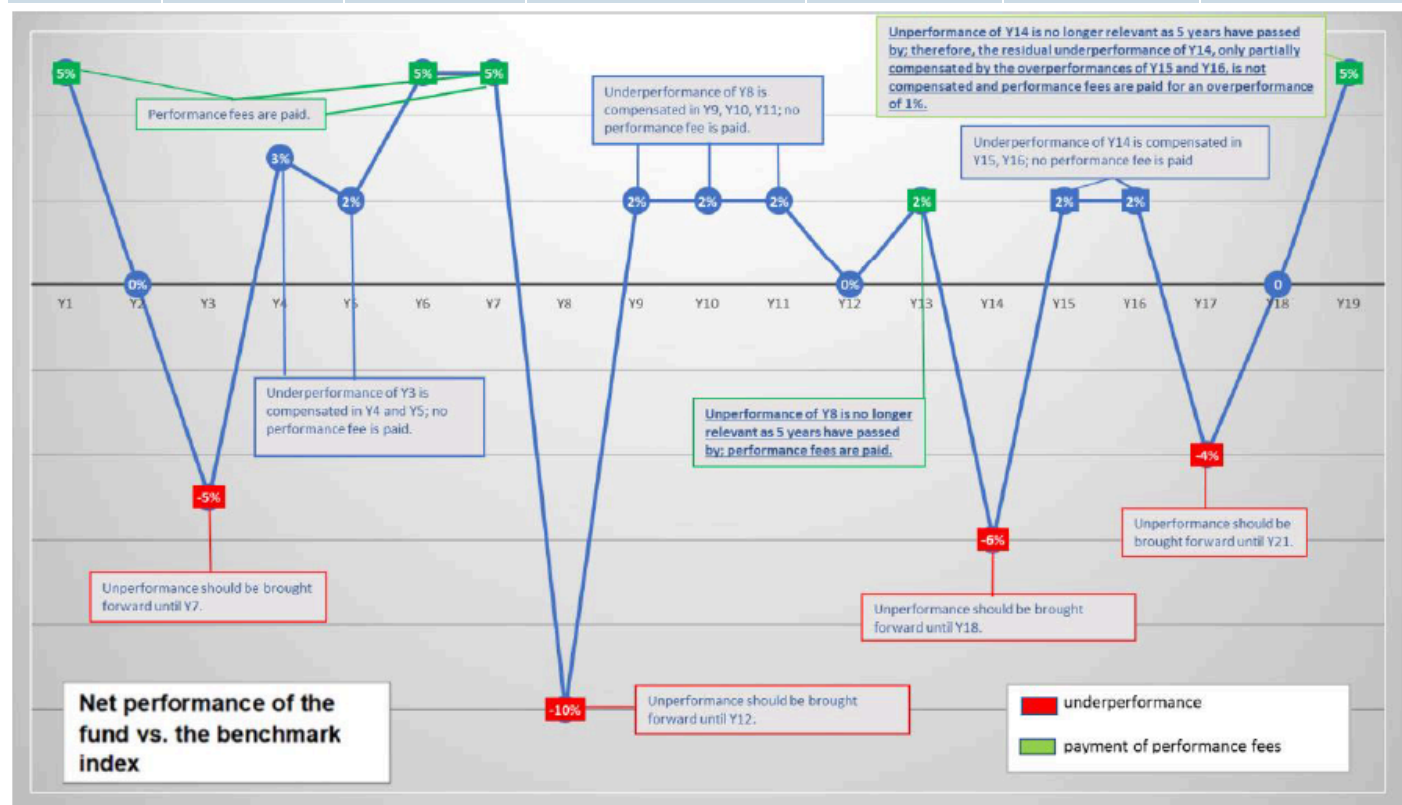 Unperformance of Y14 is no longer relevant as 5 years have passed
by; therefore, the residual underperformance of Y14, only partially
compensated by the overperformances of Y15 and Y16, is not
compensated and performance fees are paid for an overperformance
of 1%.
5%
5%
5%
5%
Performance fees are paid.
Underperformance of Y8 is
compensated in Y9, Y10, Y11; no
performance fee is paid.
Underperformance of Y14 is compensated in
Y15, Y16; no performance fee is paid
3%
2%
2%
2%
2%
2%
2%
2%
0%
0%
0
Y1
Y2
Y3
Y4
Y5
Y6
Y7
Y8
Y9
Y10
Y11
Y12
Y13
Y14
Y15
Y16
Y17
Y18
Y19
Underperformance of Y3 is
compensated in Y4 and Y5; no
performance fee is paid.
Unperformance of Y8 is no longer
relevant as 5 years have passed
by; performance fees are paid.
-5%
-4%
-6%
-10%
Unperformance should be
brought forward until Y21.
Unperformance should be brought
forward until Y7.
Unperformance should be brought
forward until Y18.
Unperformance should be brought
forward until Y12.
Net performance of the
fund vs. the benchmark
index
underperformance
payment of performance fees